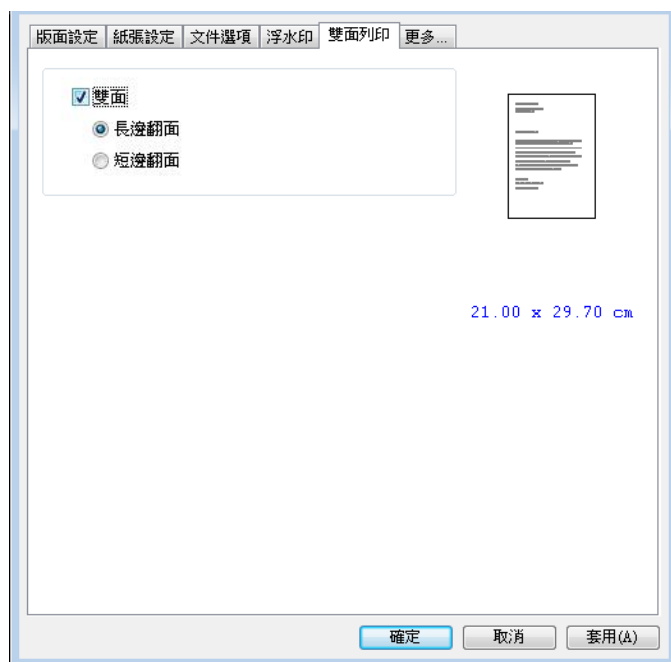 版面設定 紙張設定 文件選項 浮水印 雙面列印 更多...
雙面
長邊翻面
短邊翻面
21.00 x 29.70 cm
確定 取消 套用(A)